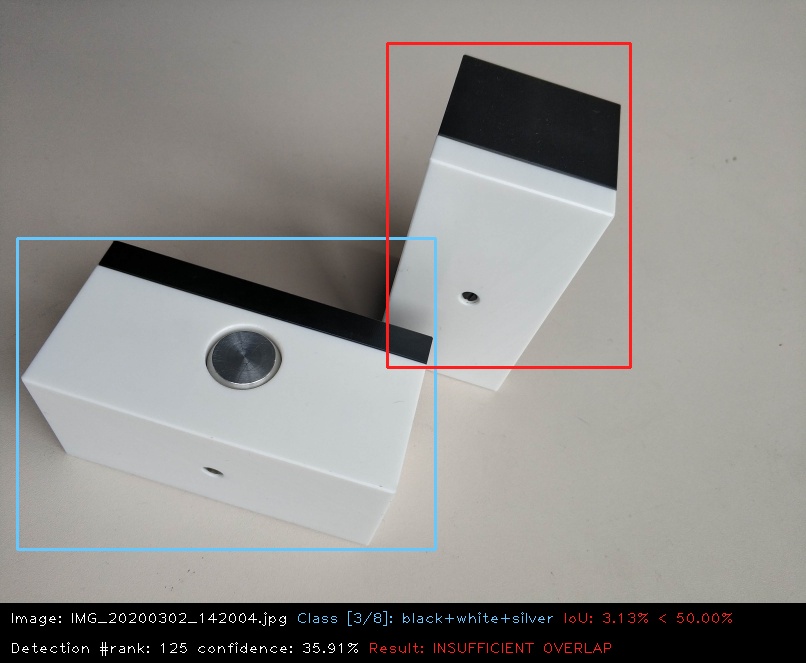 Image: IMG_20200302_142004.jpg Class [3/8]: black+white+silver IoU: 3.13% < 50.00%
Detection #rank: 125 confidence: 35.91% Result: INSUFFICIENT OVERLAP